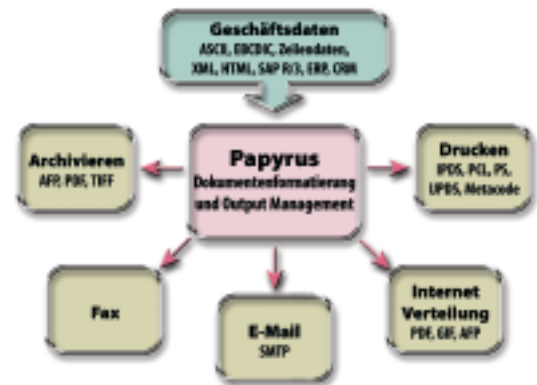 Geschäftsdaten
ASCII, EBCDIC, Zeilendaten,
XML, HTML, SAP R/3, ERP, CRM
Archivieren
AFP, PDF, TIFF
Papyrus
Dokumentenformatierung
und Output Management
Drucken
IPDS, PCL, PS,
UPDS, Metacode
Fax
E-Mail
SMTP
Internet
Verteilung
PDF, GIF, AFP